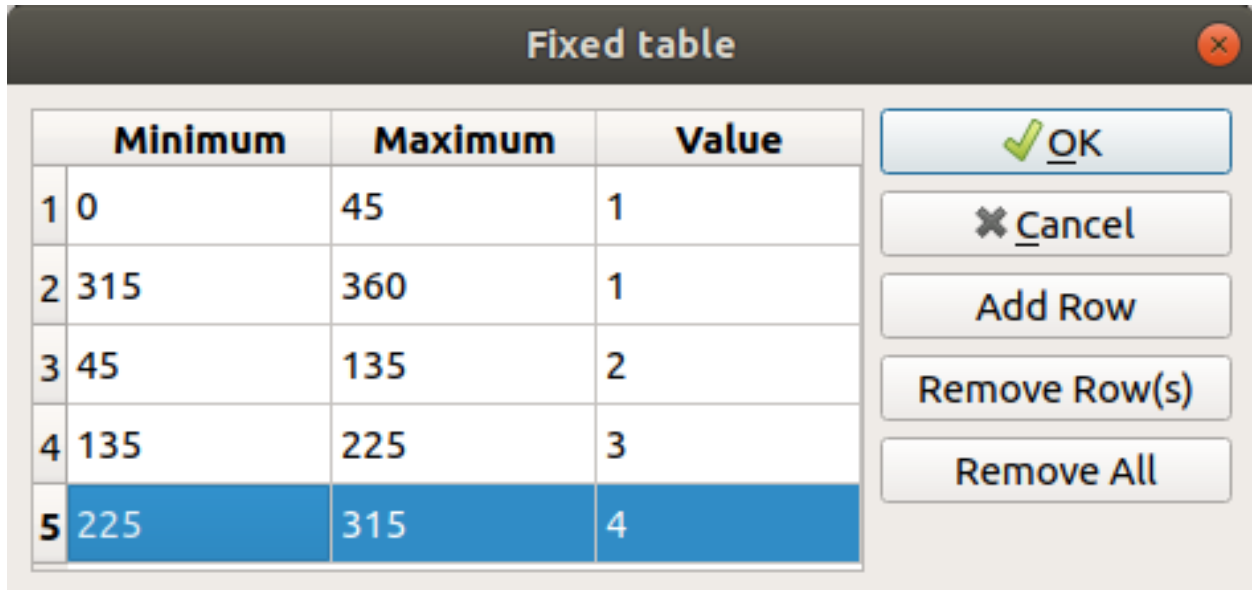 Fixed table
Minimum Maximum Value
1 0 45 1
2 315 360 1
3 45 135 2
4 135 225 3
5 225 315 4
OK
Cancel
Add Row
Remove Row(s)
Remove All